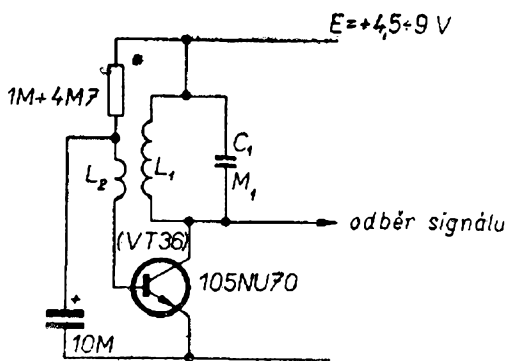 E=+4,5÷9 V
*
1M+4M7
C1
L2
L1
M1
odběr signálu
(VT36)
105NU70
+
10M